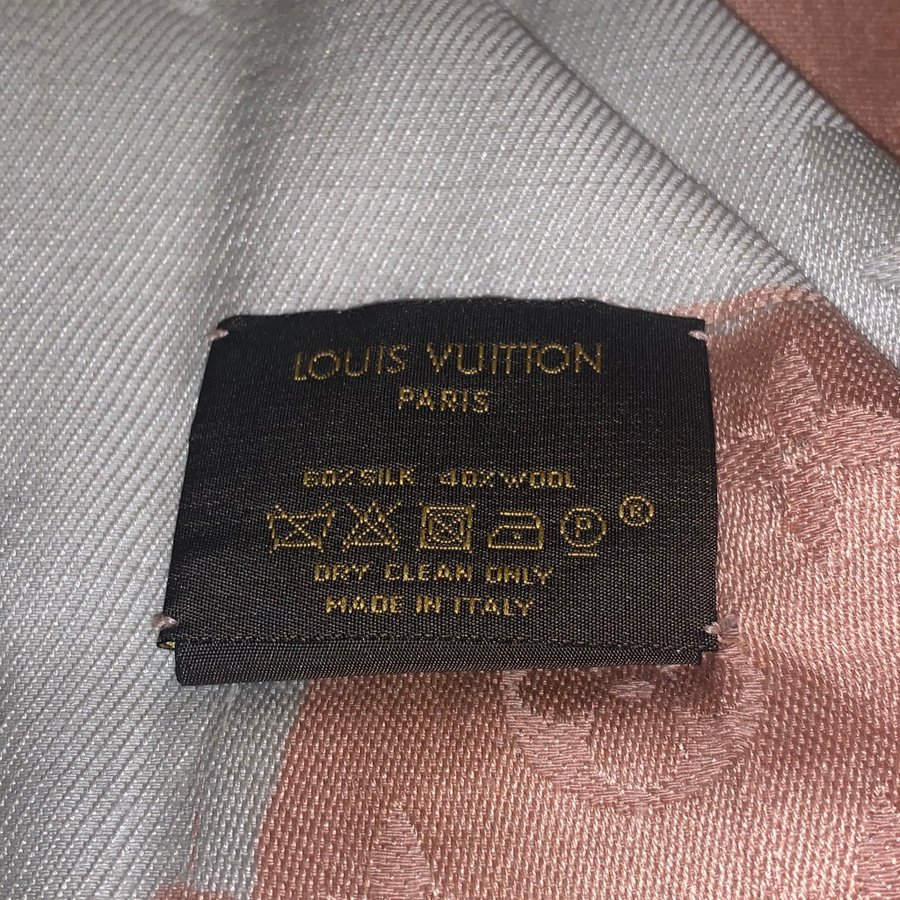 LOUIS VUITTON
PARIS
60% SILK 40% WOOL
P ®
DRY CLEAN ONLY
MADE IN ITALY